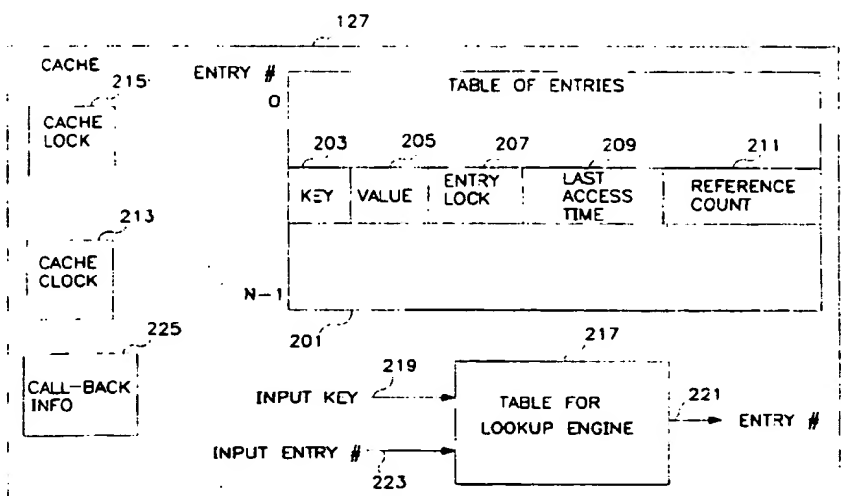 127
CACHE
215
CACHE
LOCK
213
CACHE
CLOCK
225
CALL-BACK
INFO
ENTRY #
0
TABLE OF ENTRIES
203 205 207 209 211
KEY VALUE ENTRY LOCK LAST ACCESS TIME REFERENCE COUNT
N-1
201
217
219
INPUT KEY
TABLE FOR
LOOKUP ENGINE
221
ENTRY #
INPUT ENTRY #
223